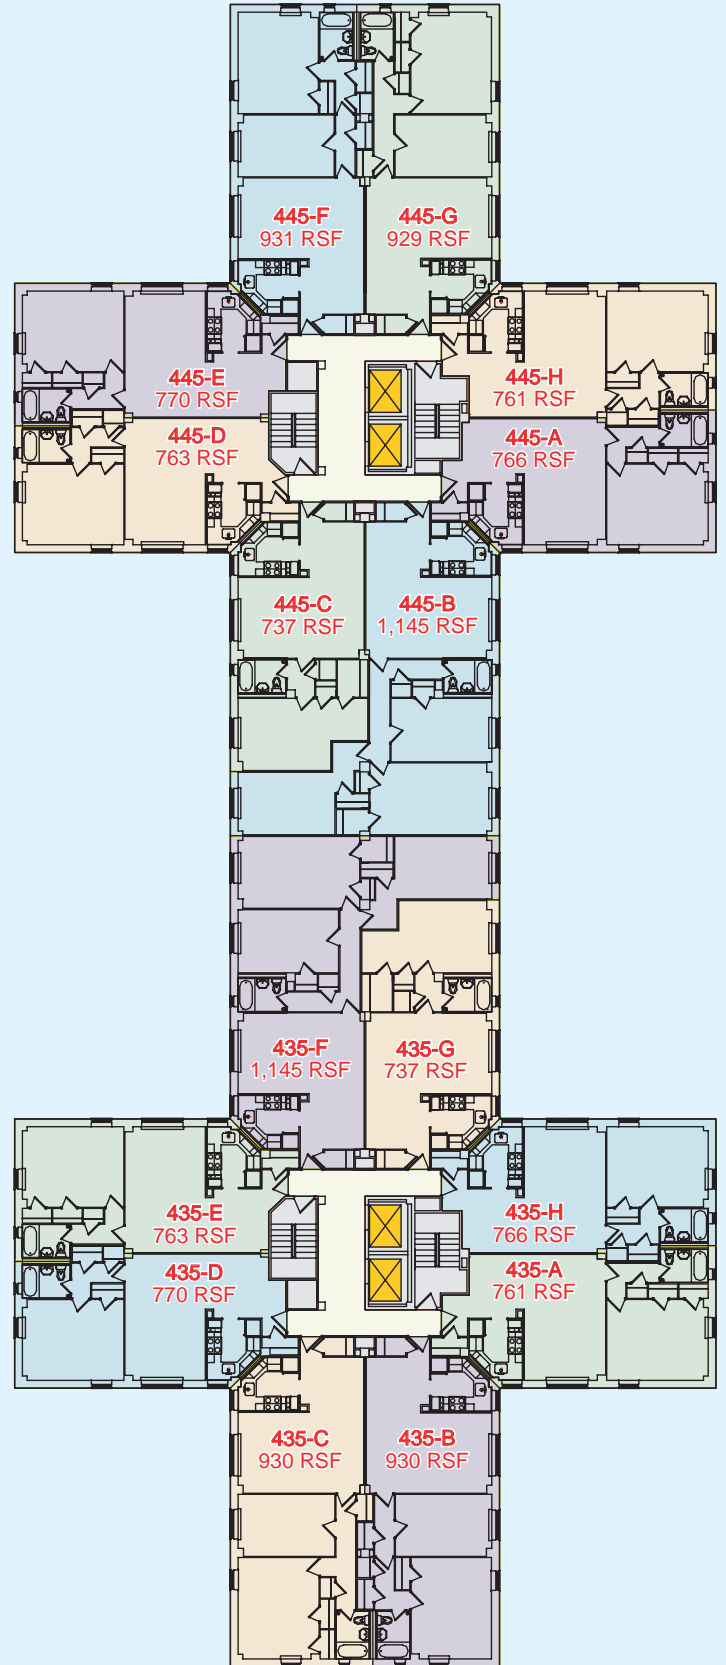 445-F
931 RSF
445-G
929 RSF
445-E
770 RSF
445-H
761 RSF
445-D
763 RSF
445-A
766 RSF
445-C
737 RSF
445-B
1,145 RSF
435-F
1,145 RSF
435-G
737 RSF
435-E
763 RSF
435-H
766 RSF
435-D
770 RSF
435-A
761 RSF
435-C
930 RSF
435-B
930 RSF